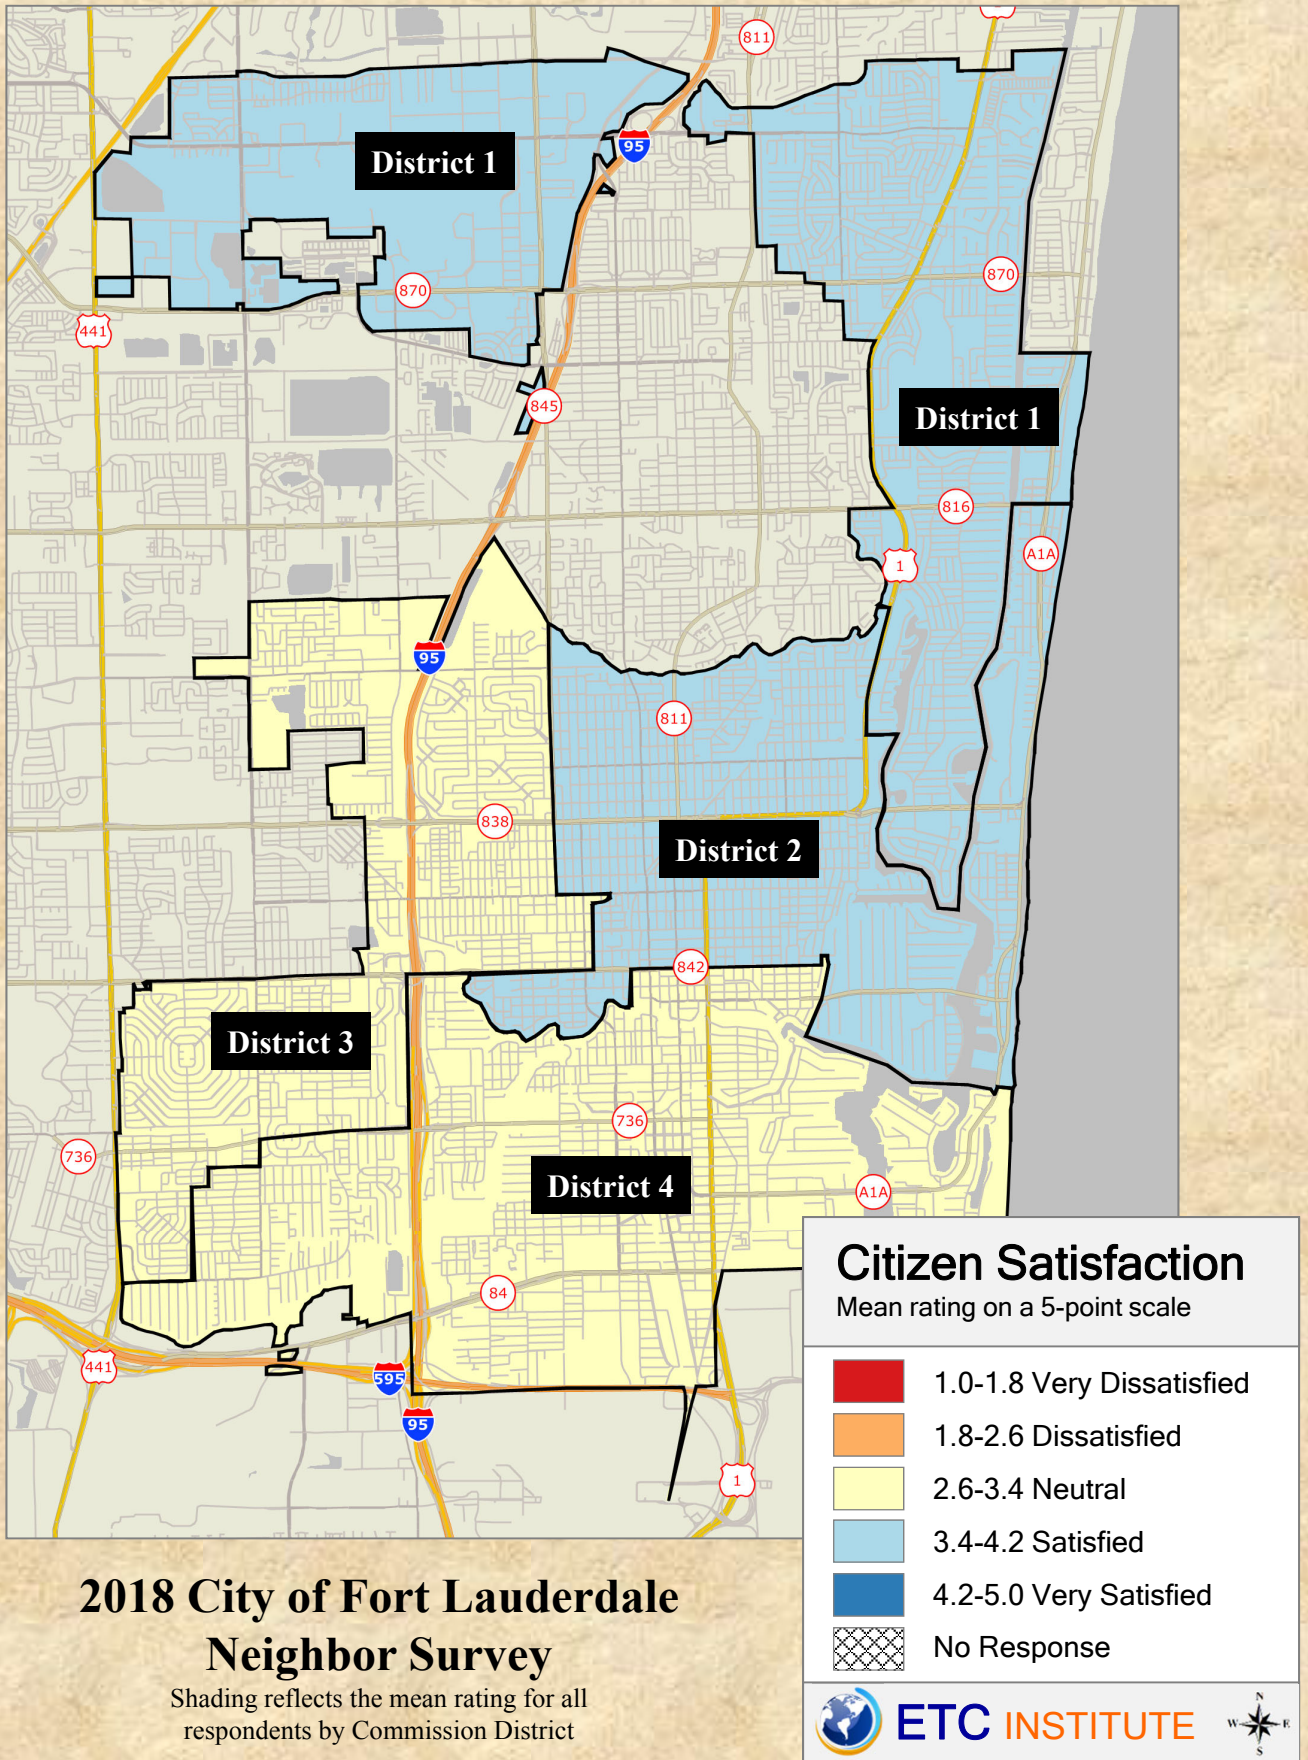 811
95
District 1
870
870
441
845
District 1
816
A1A
1
95
811
838
District 2
842
District 3
736
736
District 4
A1A
84
441
595
95
1
Citizen Satisfaction
Mean rating on a 5-point scale
1.0-1.8 Very Dissatisfied
1.8-2.6 Dissatisfied
2.6-3.4 Neutral
3.4-4.2 Satisfied
4.2-5.0 Very Satisfied
No Response
2018 City of Fort Lauderdale
Neighbor Survey
Shading reflects the mean rating for all
respondents by Commission District
ETC INSTITUTE
N
W E
S